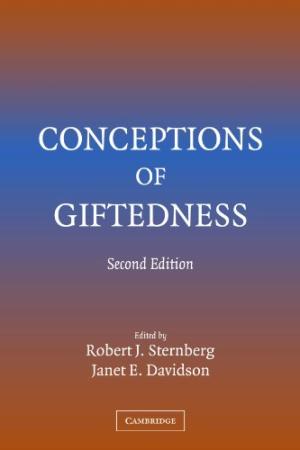 CONCEPTIONS
OF
GIFTEDNESS
Second Edition
Edited by
Robert J. Sternberg
Janet E. Davidson
CAMBRIDGE